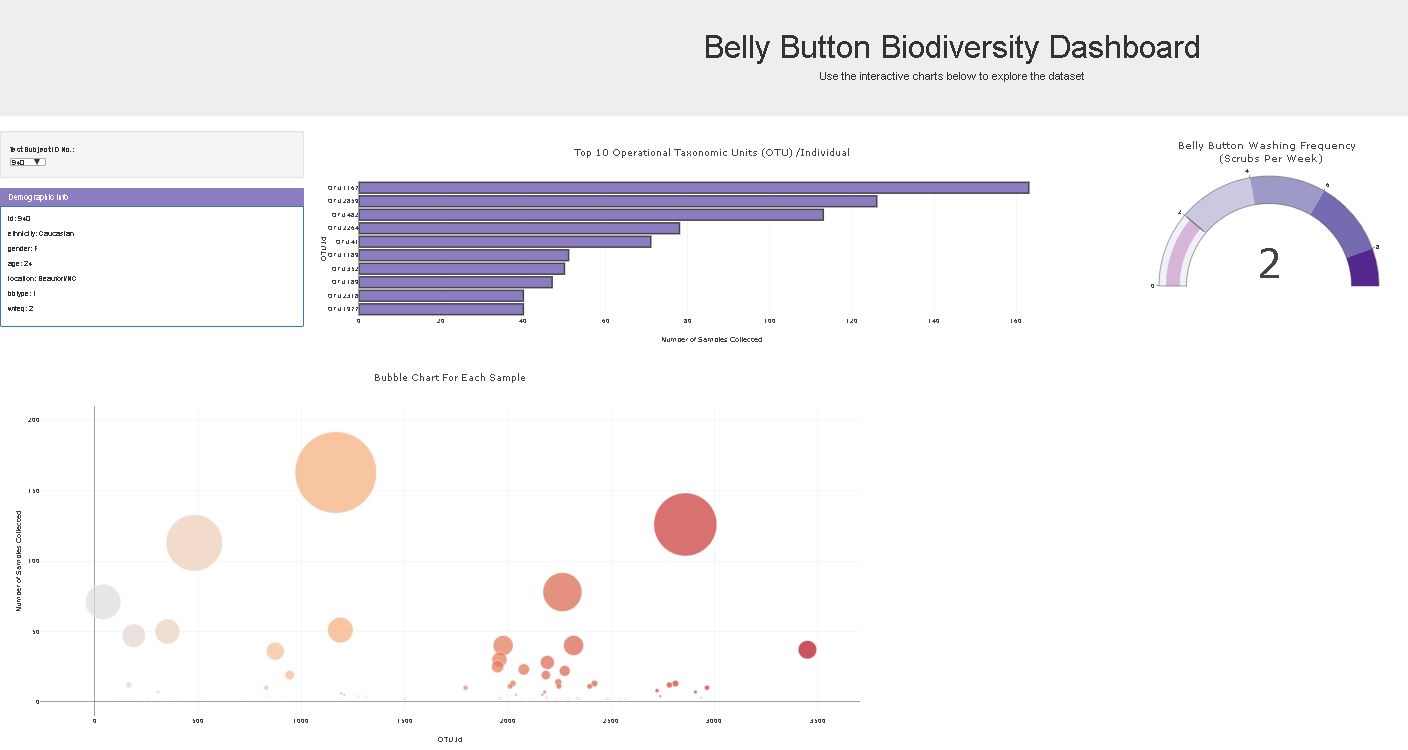 Belly Button Biodiversity Dashboard
Use the interactive charts below to explore the dataset
Test Subject ID No.:
940
Demographic Info
id: 940
ethnicity: Caucasian
gender: F
age: 24
location: Beaufort/NC
bbtype: I
wfreq: 2
Top 10 Operational Taxonomic Units (OTU) /Individual
OTU Id
OTU 1167
OTU 2859
OTU 482
OTU 2264
OTU 41
OTU 1189
OTU 352
OTU 189
OTU 2318
OTU 1977
0 20 40 60 80 100 120 140 160
Number of Samples Collected
Belly Button Washing Frequency
(Scrubs Per Week)
0
2
4
6
8
2
Bubble Chart For Each Sample
Number of Samples Collected
200
150
100
50
0
0 500 1000 1500 2000 2500 3000 3500
OTU Id